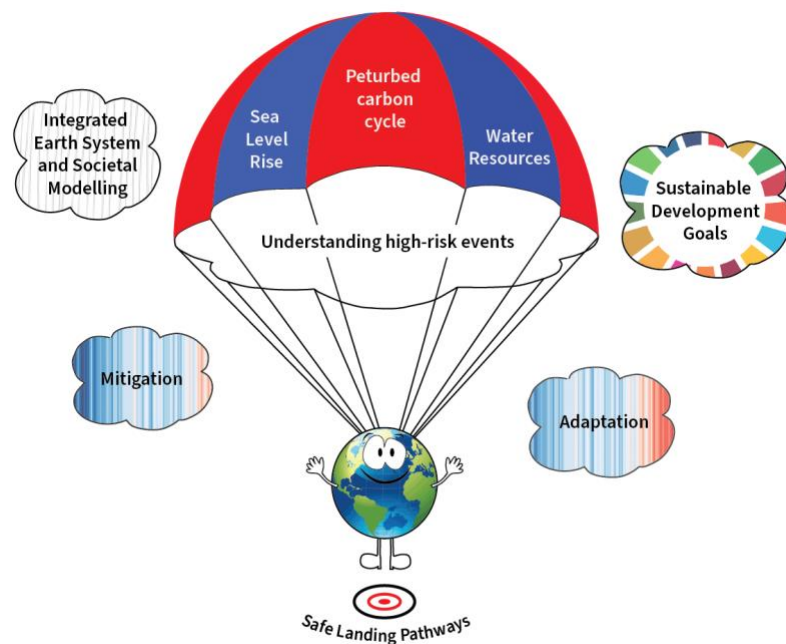 Peturbed
carbon
cycle
Sea
Level
Rise
Water
Resources
Integrated
Earth System
and Societal
Modelling
Sustainable
Development
Goals
Understanding high-risk events
Mitigation
Adaptation
Safe Landing Pathways